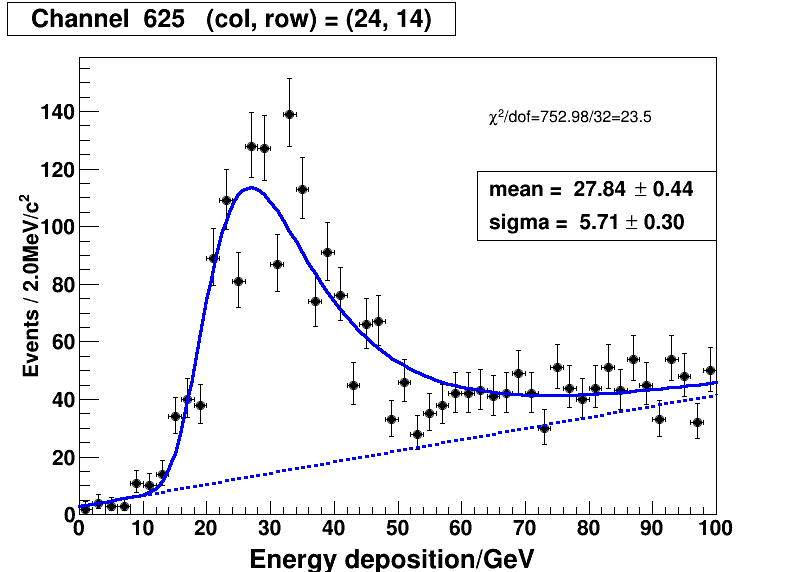 Channel 625 (col, row) = (24, 14)
χ²/dof=752.98/32=23.5
mean = 27.84 ± 0.44
sigma = 5.71 ± 0.30
Events / 2.0MeV/c²
140
120
100
80
60
40
20
0
0 10 20 30 40 50 60 70 80 90 100
Energy deposition/GeV